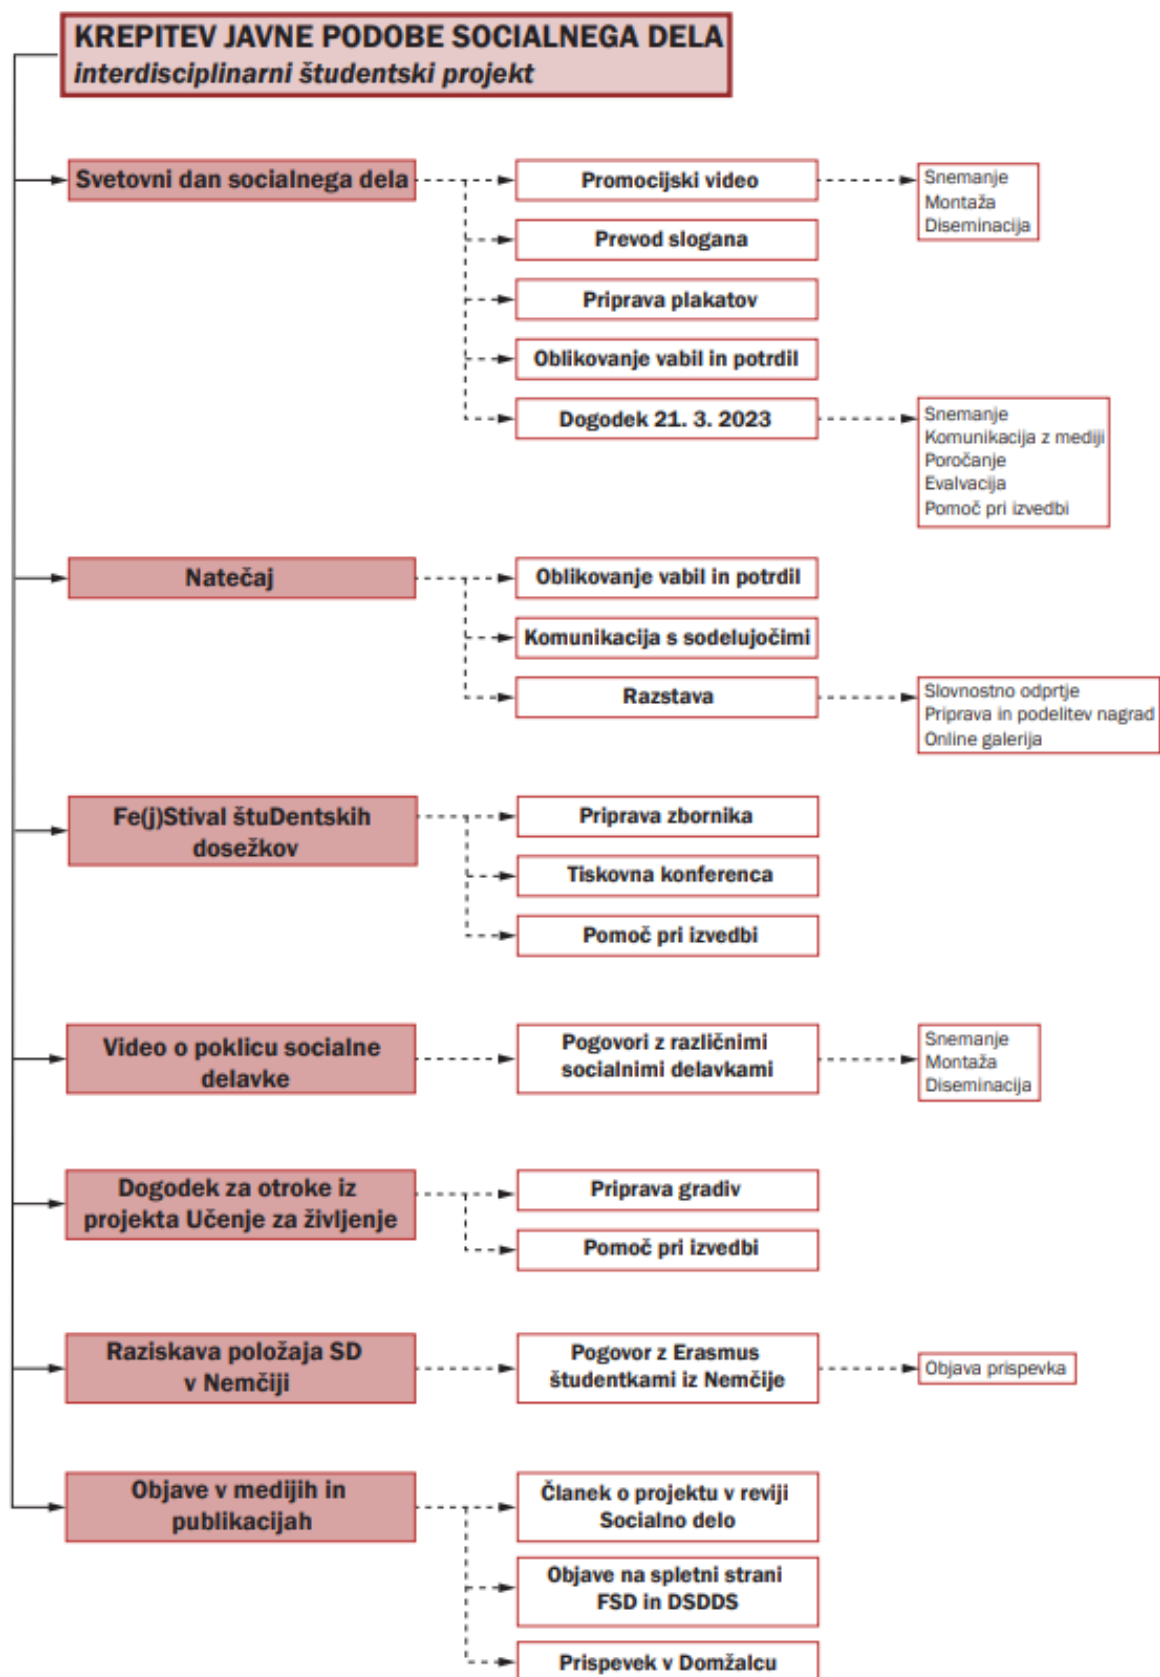 KREPITEV JAVNE PODOBE SOCIALNEGA DELA
interdisciplinarni študentski projekt
Svetovni dan socialnega dela
Promocijski video
Snemanje
Montaža
Diseminacija
Prevod slogana
Priprava plakatov
Oblikovanje vabil in potrdil
Dogodek 21. 3. 2023
Snemanje
Komunikacija z mediji
Poročanje
Evalvacija
Pomoč pri izvedbi
Natečaj
Oblikovanje vabil in potrdil
Komunikacija s sodelujočimi
Razstava
Slovnostno odprtje
Priprava in podelitev nagrad
Online galerija
Fe(j)Stival štuDentskih
dosežkov
Priprava zbornika
Tiskovna konferenca
Pomoč pri izvedbi
Video o poklicu socialne
delavke
Pogovori z različnimi
socialnimi delavkami
Snemanje
Montaža
Diseminacija
Dogodek za otroke iz
projekta Učenje za življenje
Priprava gradiv
Pomoč pri izvedbi
Raziskava položaja SD
v Nemčiji
Pogovor z Erasmus
študentkami iz Nemčije
Objava prispevka
Objave v medijih in
publikacijah
Članek o projektu v reviji
Socialno delo
Objave na spletni strani
FSD in DSDDS
Prispevek v Domžalcu